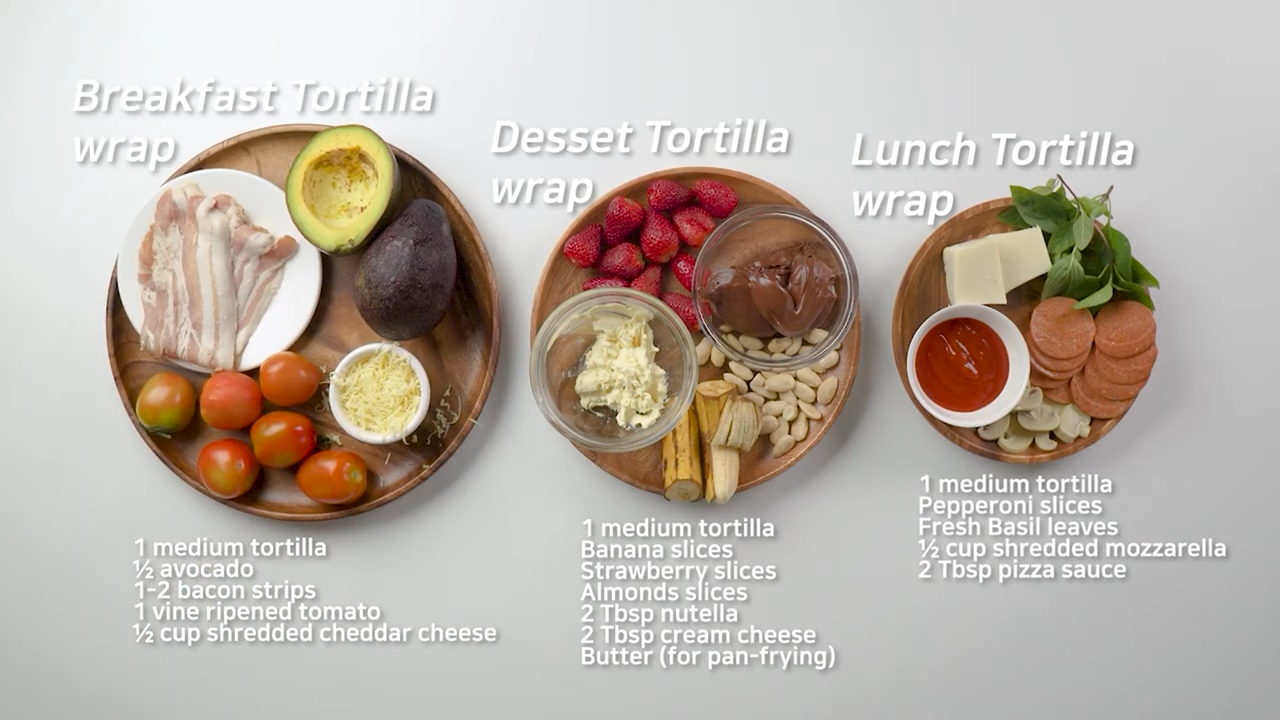 Breakfast Tortilla
wrap
1 medium tortilla
½ avocado
1-2 bacon strips
1 vine ripened tomato
½ cup shredded cheddar cheese
Desset Tortilla
wrap
1 medium tortilla
Banana slices
Strawberry slices
Almonds slices
2 Tbsp nutella
2 Tbsp cream cheese
Butter (for pan-frying)
Lunch Tortilla
wrap
1 medium tortilla
Pepperoni slices
Fresh Basil leaves
½ cup shredded mozzarella
2 Tbsp pizza sauce